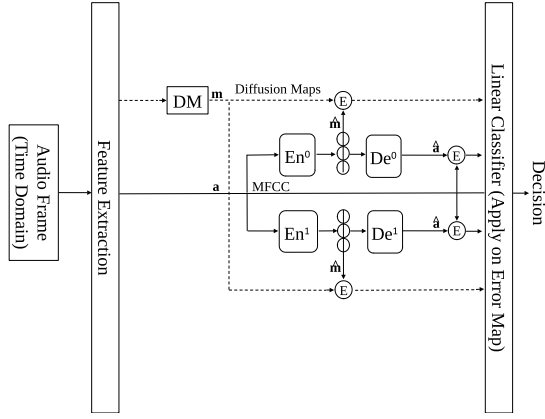 Audio Frame
(Time Domain)
Feature Extraction
DM
m
Diffusion Maps
E
m̂
En⁰
De⁰
â
E
a
MFCC
En¹
De¹
â
E
m̂
E
Linear Classifier (Apply on Error Map)
Decision